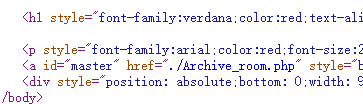 <h1 style="font-family:verdana;color:red;text-ali
<p style="font-family:arial;color:red;font-size:2
<a id="master" href="./Archive_room.php" style="b
<div style="position: absolute;bottom: 0;width: 9
/body>